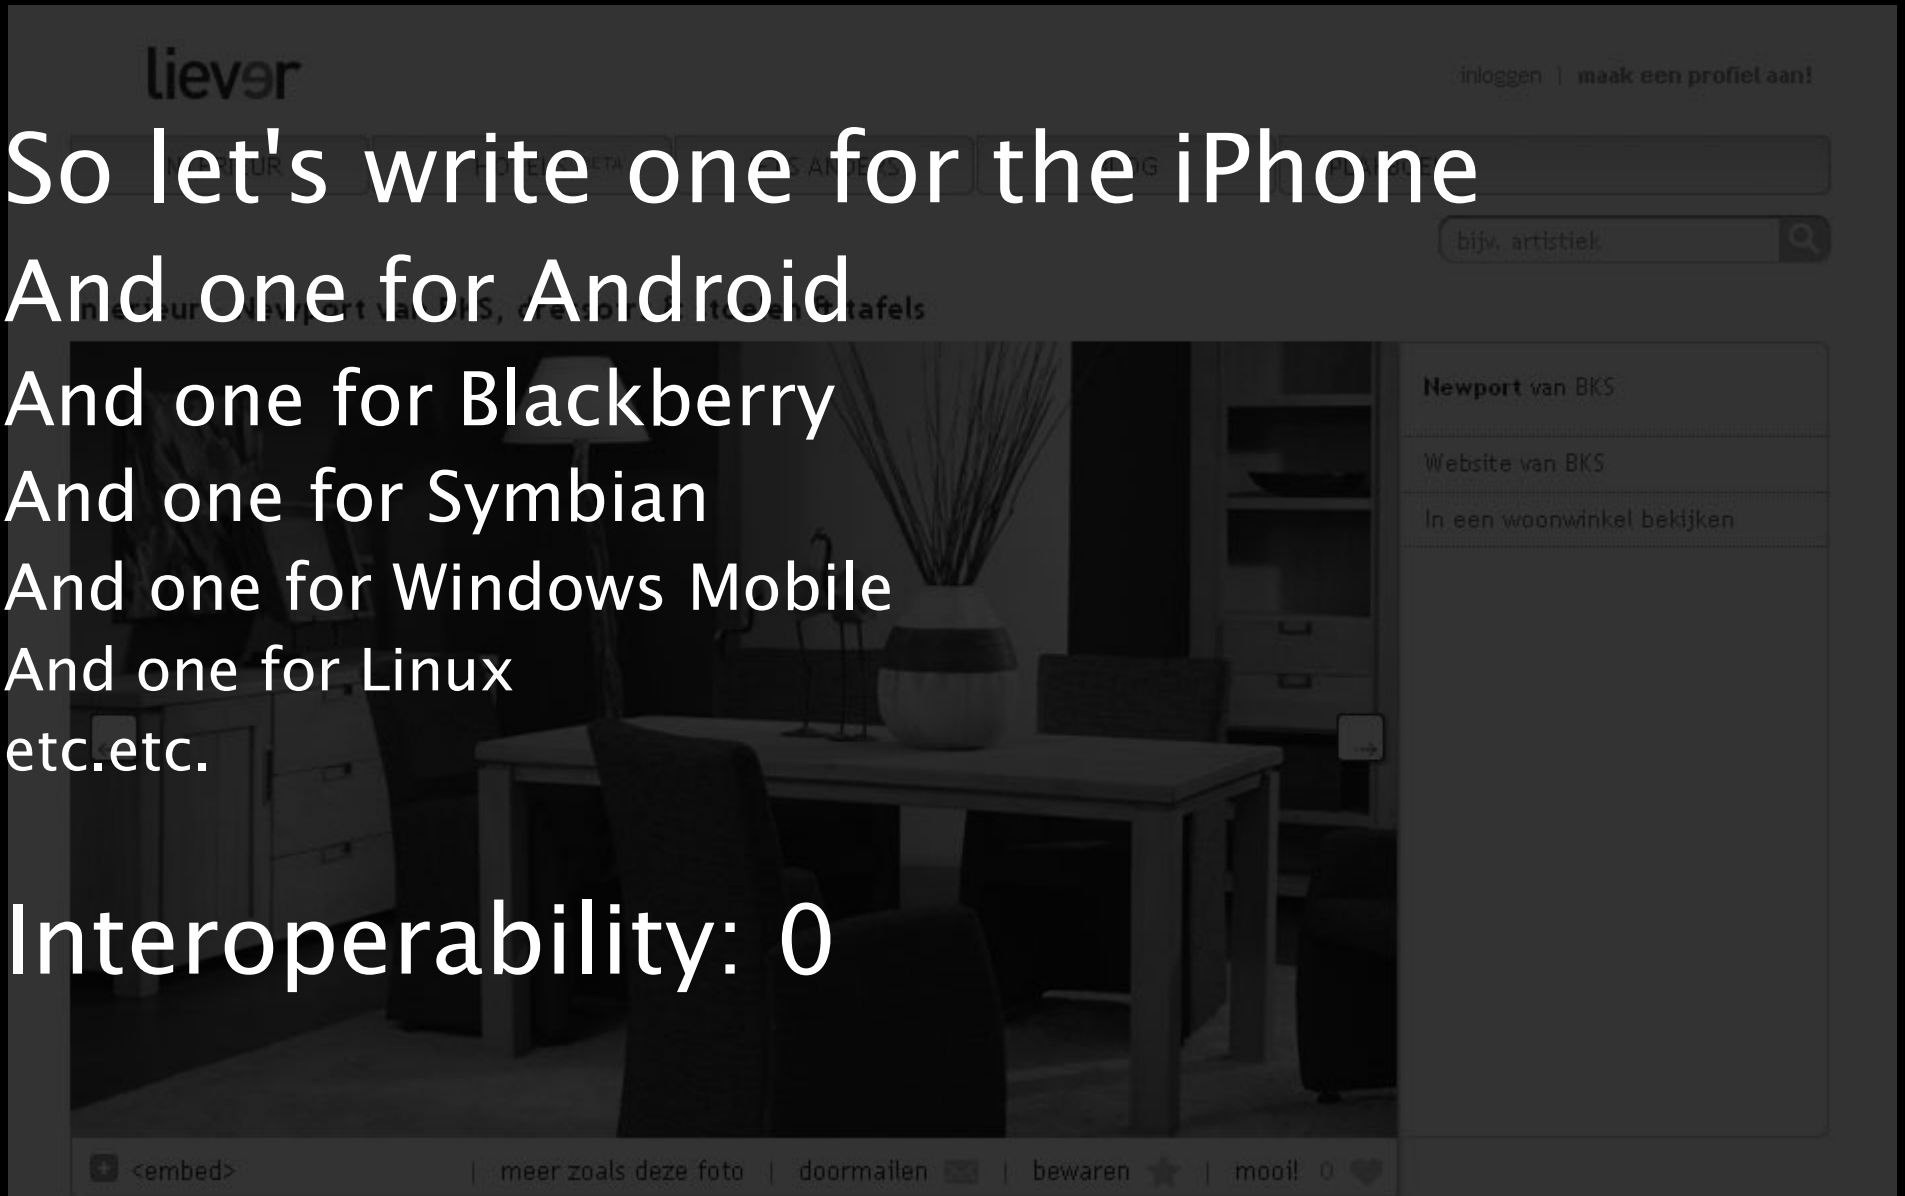 liever
inloggen | maak een profiel aan!
So let's write one for the iPhone
bijv. artistiek
And one for Android
tafels
And one for Blackberry
Newport van BKS
Website van BKS
And one for Symbian
In een woonwinkel bekijken
And one for Windows Mobile
And one for Linux
etc.etc.
Interoperability: 0
<embed> | meer zoals deze foto | doormailen | bewaren | mooi! 0